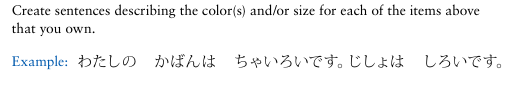 Create sentences describing the color(s) and/or size for each of the items above
that you own.
Example: わたしの　かばんは　ちゃいろいです。じしょは　しろいです。